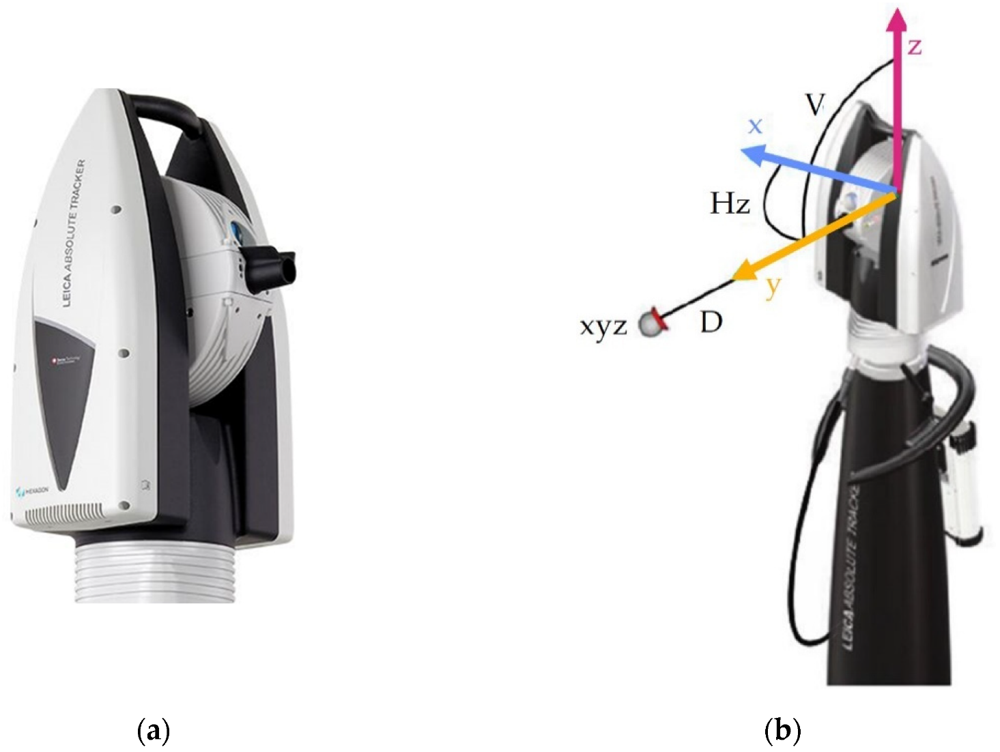 LEICA ABSOLUTE TRACKER
HEXAGON
(a)
z
V
x
Hz
y
xyz
D
LEICA ABSOLUTE TRACKE
(b)